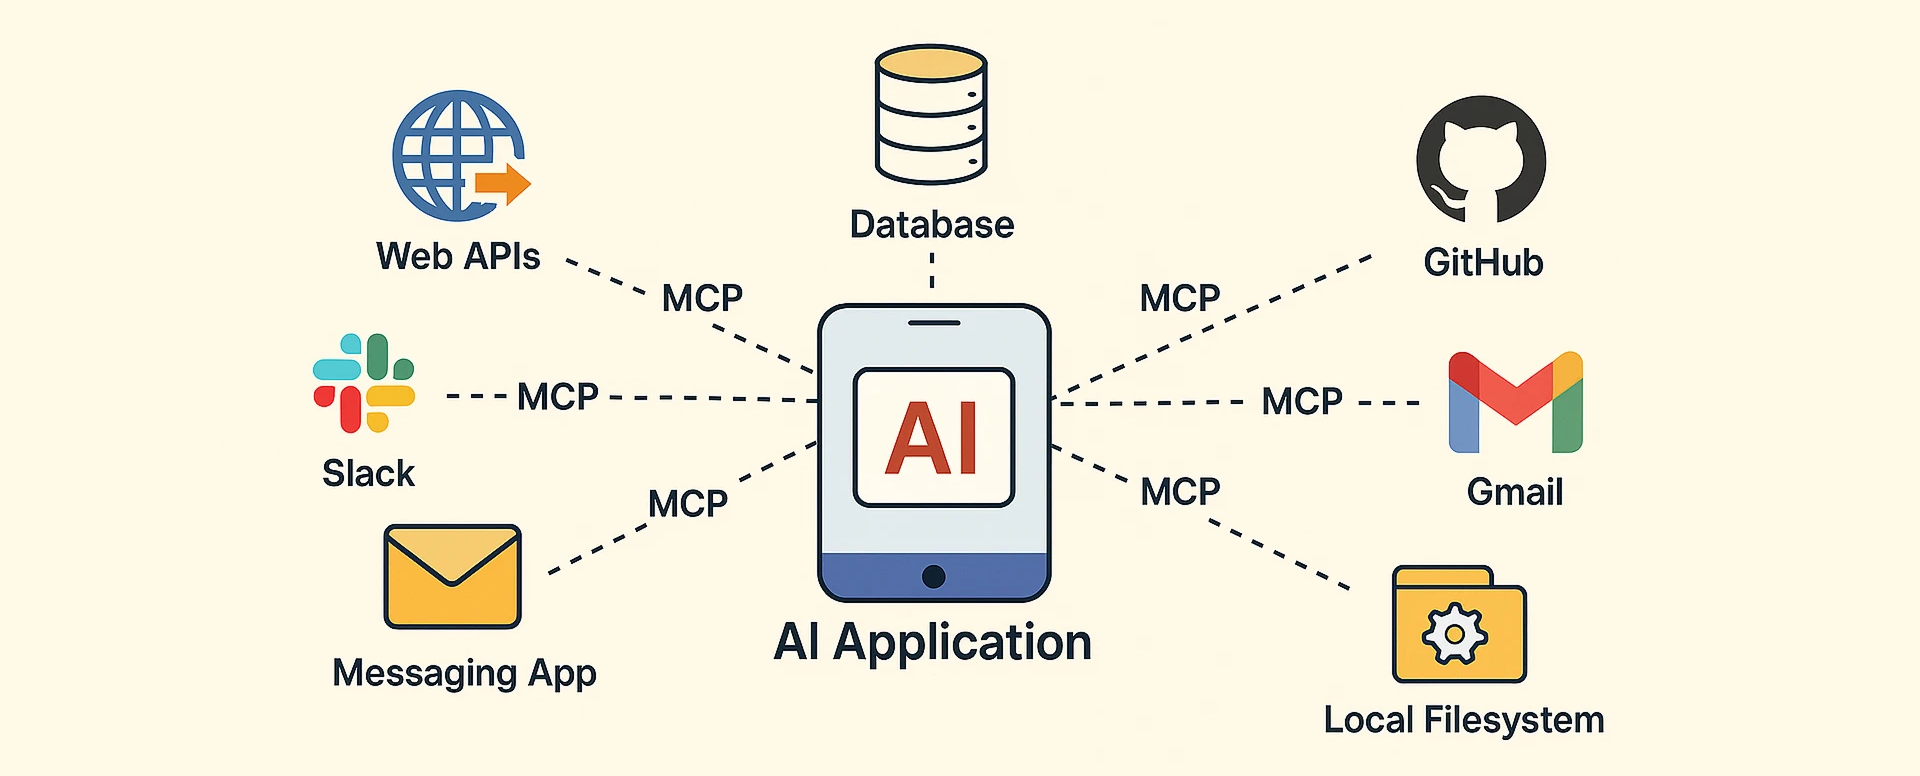 Database
Web APIs
GitHub
MCP
MCP
Slack
MCP
AI
MCP
Gmail
MCP
MCP
Messaging App
AI Application
Local Filesystem